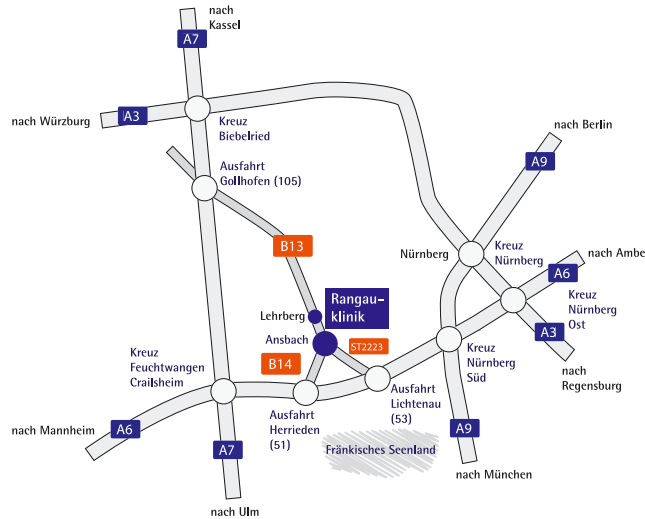 nach
Kassel
A7
A3
nach Würzburg
Kreuz
Biebelried
nach Berlin
A9
Ausfahrt
Gollhofen (105)
B13
Nürnberg
Kreuz
Nürnberg
nach Ambe
A6
Rangau-
klinik
Lehrberg
Kreuz
Nürnberg
Ost
A3
nach
Regensburg
Ansbach
ST2223
B14
Kreuz
Feuchtwangen
Crailsheim
Kreuz
Nürnberg
Süd
Ausfahrt
Lichtenau
(53)
Ausfahrt
Herrieden
(51)
nach Mannheim
A6
A7
Fränkisches Seenland
A9
nach München
nach Ulm